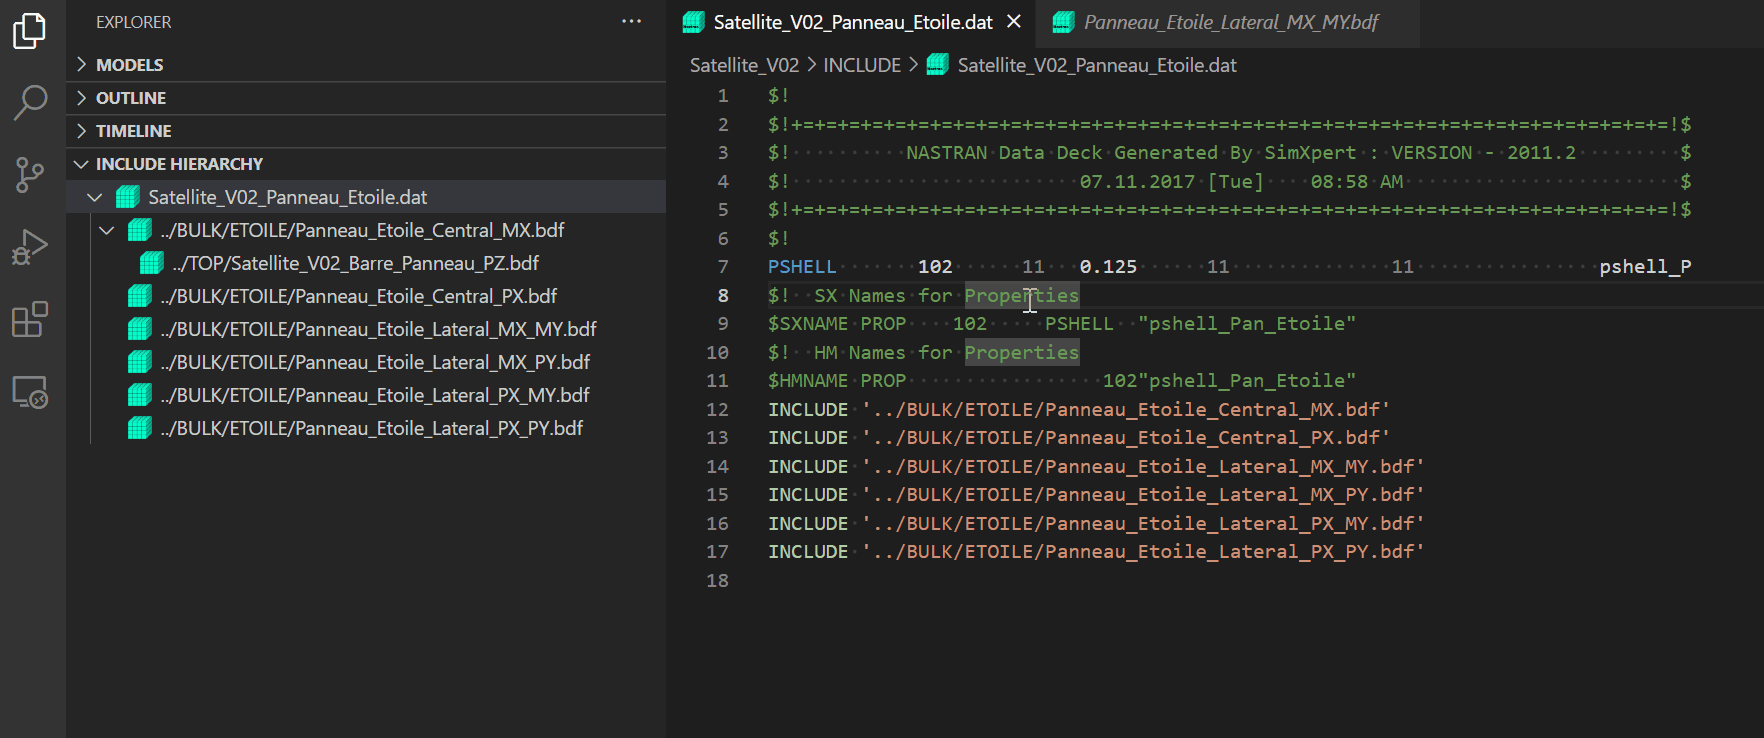 EXPLORER ...
MODELS
OUTLINE
TIMELINE
INCLUDE HIERARCHY
Satellite_V02_Panneau_Etoile.dat
../BULK/ETOILE/Panneau_Etoile_Central_MX.bdf
../TOP/Satellite_V02_Barre_Panneau_PZ.bdf
../BULK/ETOILE/Panneau_Etoile_Central_PX.bdf
../BULK/ETOILE/Panneau_Etoile_Lateral_MX_MY.bdf
../BULK/ETOILE/Panneau_Etoile_Lateral_MX_PY.bdf
../BULK/ETOILE/Panneau_Etoile_Lateral_PX_MY.bdf
../BULK/ETOILE/Panneau_Etoile_Lateral_PX_PY.bdf
Satellite_V02_Panneau_Etoile.dat Panneau_Etoile_Lateral_MX_MY.bdf
Satellite_V02 > INCLUDE > Satellite_V02_Panneau_Etoile.dat
1 $!
2 $!+=+=+=+=+=+=+=+=+=+=+=+=+=+=+=+=+=+=+=+=+=+=+=+=+=+=+=+=+=+=+=+=+=+=+=+=+=+=!$
3 $! NASTRAN Data Deck Generated By SimXpert : VERSION - 2011.2 $
4 $! 07.11.2017 [Tue] 08:58 AM $
5 $!+=+=+=+=+=+=+=+=+=+=+=+=+=+=+=+=+=+=+=+=+=+=+=+=+=+=+=+=+=+=+=+=+=+=+=+=+=+=!$
6 $!
7 PSHELL 102 11 0.125 11 11 pshell_P
8 $! SX Names for Properties
9 $SXNAME PROP 102 PSHELL "pshell_Pan_Etoile"
10 $! HM Names for Properties
11 $HMNAME PROP 102"pshell_Pan_Etoile"
12 INCLUDE '../BULK/ETOILE/Panneau_Etoile_Central_MX.bdf'
13 INCLUDE '../BULK/ETOILE/Panneau_Etoile_Central_PX.bdf'
14 INCLUDE '../BULK/ETOILE/Panneau_Etoile_Lateral_MX_MY.bdf'
15 INCLUDE '../BULK/ETOILE/Panneau_Etoile_Lateral_MX_PY.bdf'
16 INCLUDE '../BULK/ETOILE/Panneau_Etoile_Lateral_PX_MY.bdf'
17 INCLUDE '../BULK/ETOILE/Panneau_Etoile_Lateral_PX_PY.bdf'
18